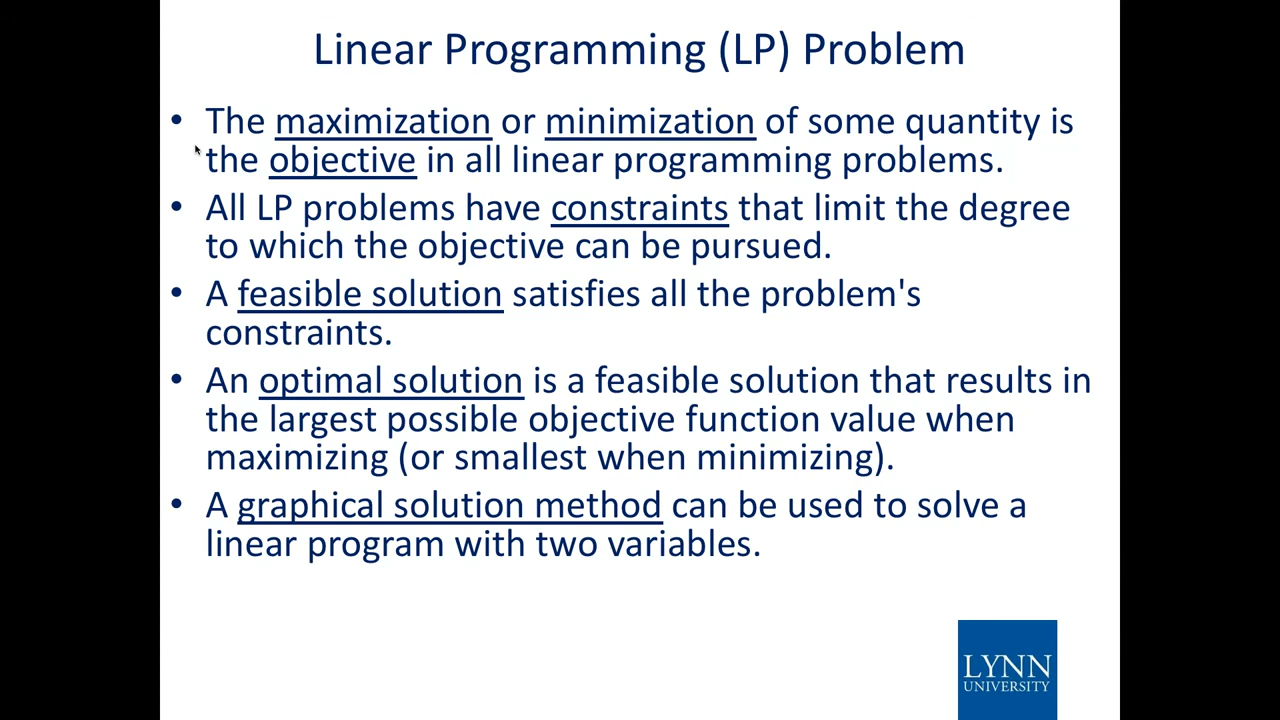 Linear Programming (LP) Problem
• The maximization or minimization of some quantity is
the objective in all linear programming problems.
• All LP problems have constraints that limit the degree
to which the objective can be pursued.
• A feasible solution satisfies all the problem's
constraints.
• An optimal solution is a feasible solution that results in
the largest possible objective function value when
maximizing (or smallest when minimizing).
• A graphical solution method can be used to solve a
linear program with two variables.
LYNN
UNIVERSITY